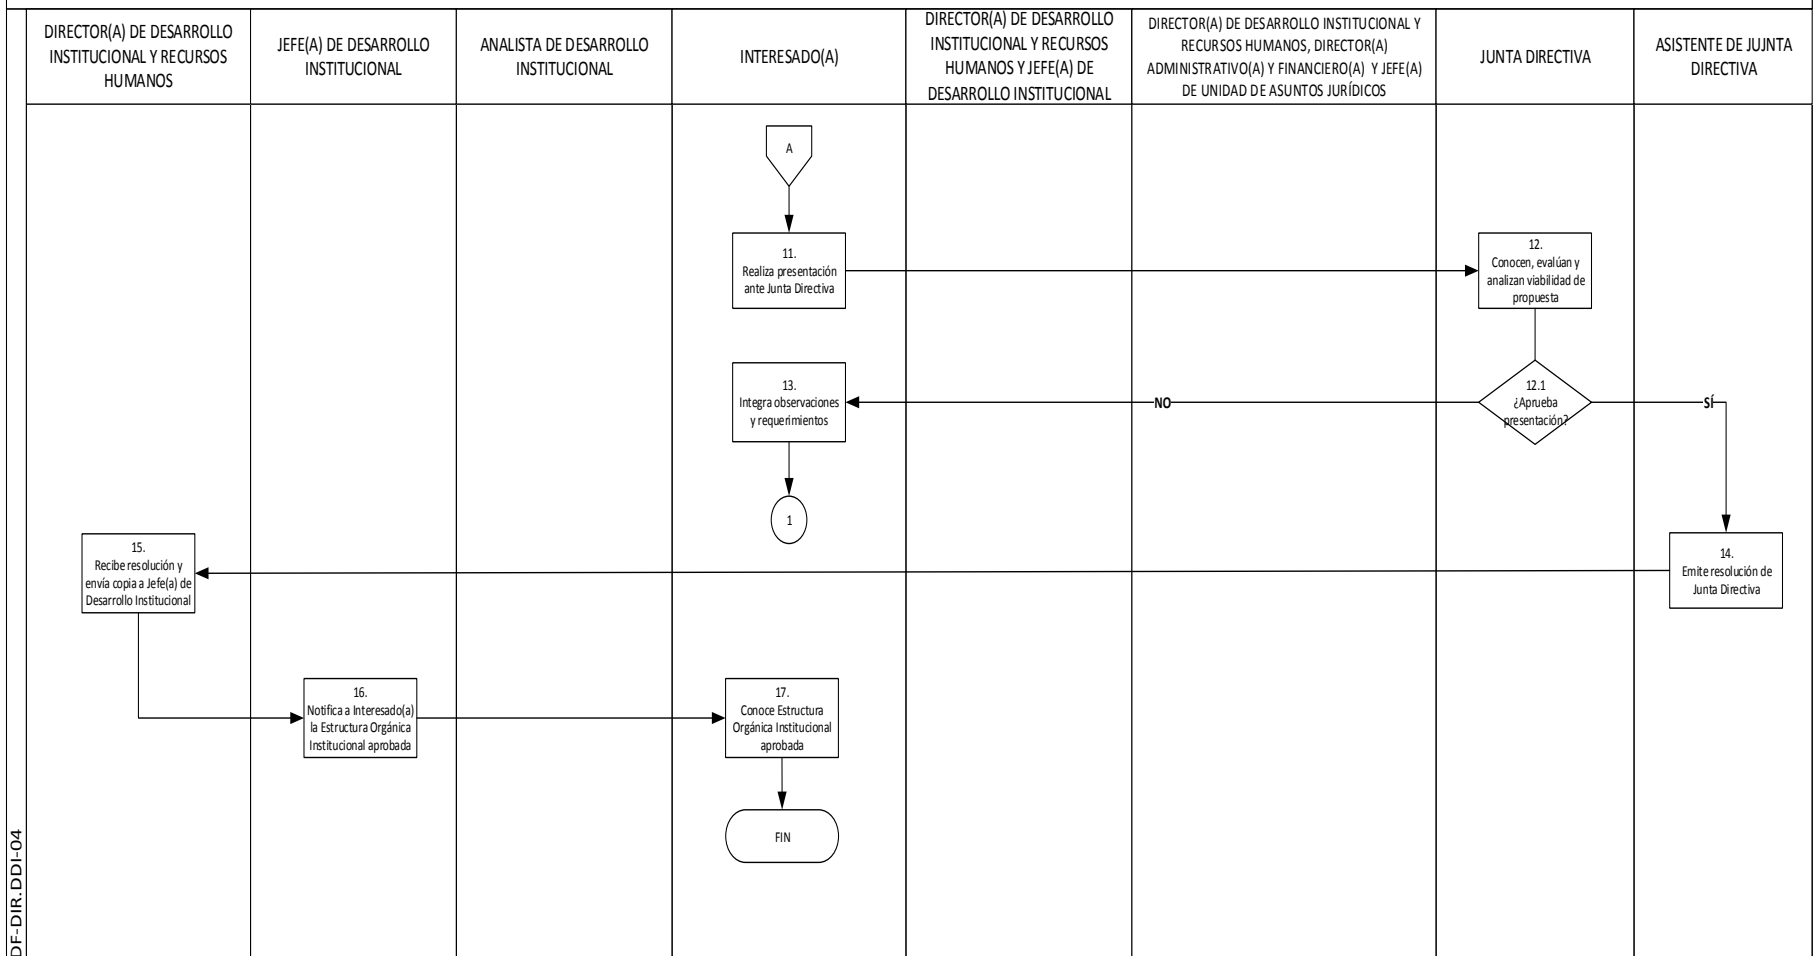 DIRECTOR(A) DE DESARROLLO
INSTITUCIONAL Y RECURSOS
HUMANOS
JEFE(A) DE DESARROLLO
INSTITUCIONAL
ANALISTA DE DESARROLLO
INSTITUCIONAL
INTERESADO(A)
DIRECTOR(A) DE DESARROLLO
INSTITUCIONAL Y RECURSOS
HUMANOS Y JEFE(A) DE
DESARROLLO INSTITUCIONAL
DIRECTOR(A) DE DESARROLLO INSTITUCIONAL Y
RECURSOS HUMANOS, DIRECTOR(A)
ADMINISTRATIVO(A) Y FINANCIERO(A) Y JEFE(A)
DE UNIDAD DE ASUNTOS JURÍDICOS
JUNTA DIRECTIVA
ASISTENTE DE JUJNTA
DIRECTIVA
A
11.
Realiza presentación
ante Junta Directiva
12.
Conocen, evalúan y
analizan viabilidad de
propuesta
13.
Integra observaciones
y requerimientos
NO
12.1
¿Aprueba
presentación?
SÍ
1
15.
Recibe resolución y
envía copia a Jefe(a) de
Desarrollo Institucional
14.
Emite resolución de
Junta Directiva
16.
Notifica a Interesado(a)
la Estructura Orgánica
Institucional aprobada
17.
Conoce Estructura
Orgánica Institucional
aprobada
FIN
DF-DIR.DDI-04